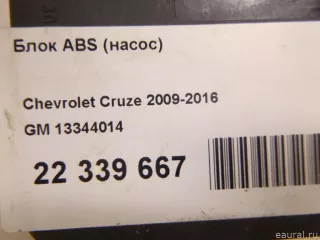 Блок ABS (насос)
Chevrolet Cruze 2009-2016
GM 13344014
22 339 667
eaural.ru